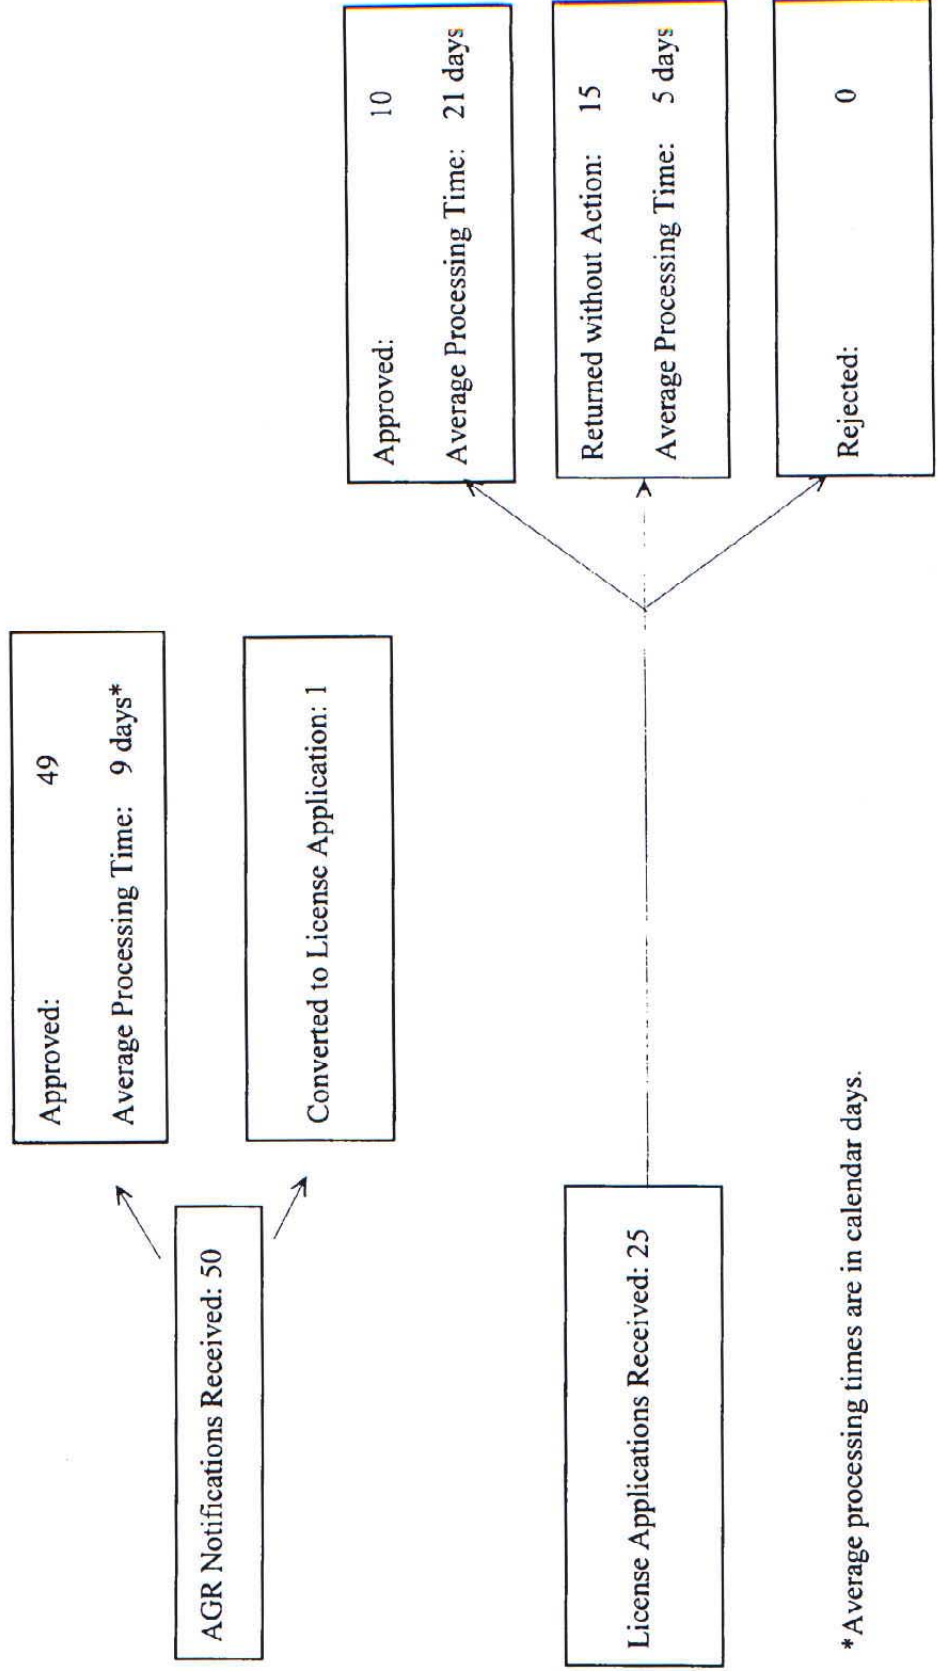 AGR Notifications Received: 50
Approved: 49
Average Processing Time: 9 days*
Converted to License Application: 1
License Applications Received: 25
Approved: 10
Average Processing Time: 21 days
Returned without Action: 15
Average Processing Time: 5 days
Rejected: 0
*Average processing times are in calendar days.